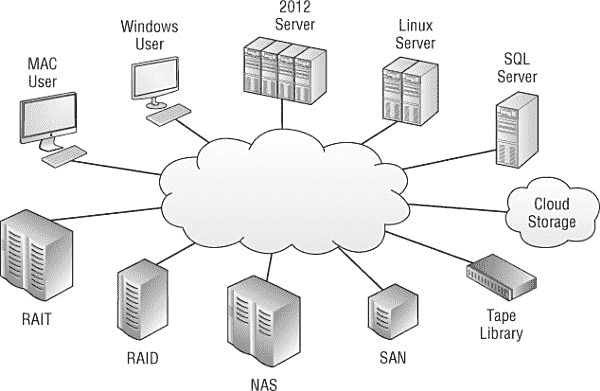 2012
Server
Windows
User
Linux
Server
MAC
User
SQL
Server
Cloud
Storage
Tape
Library
RAIT
RAID
NAS
SAN